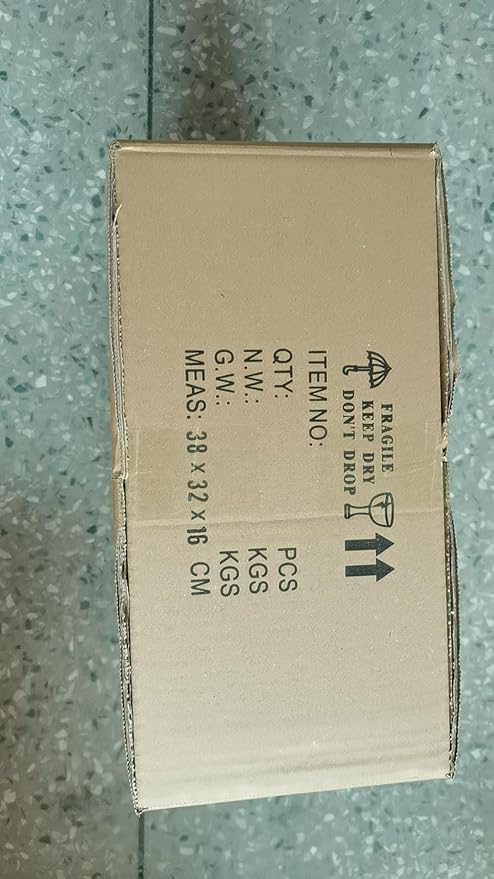 FRAGILE
KEEP DRY
DON'T DROP
ITEM NO:
QTY: PCS
N.W.: KGS
G.W.: KGS
MEAS: 38 x 32 x 16 CM